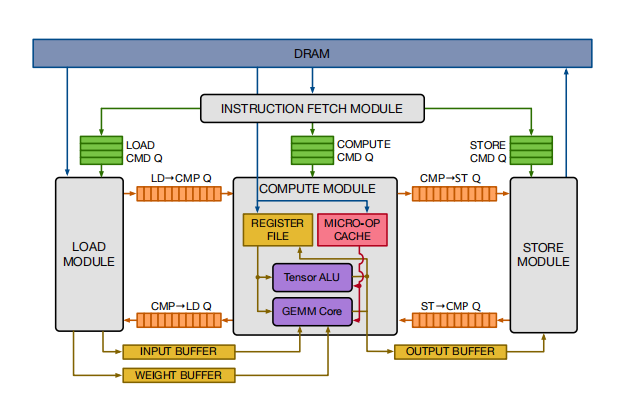 DRAM
INSTRUCTION FETCH MODULE
LOAD
CMD Q
COMPUTE
CMD Q
STORE
CMD Q
LD→CMP Q
COMPUTE MODULE
CMP→ST Q
REGISTER
FILE
MICRO-OP
CACHE
LOAD
MODULE
STORE
MODULE
Tensor ALU
GEMM Core
CMP→LD Q
ST→CMP Q
INPUT BUFFER
OUTPUT BUFFER
WEIGHT BUFFER